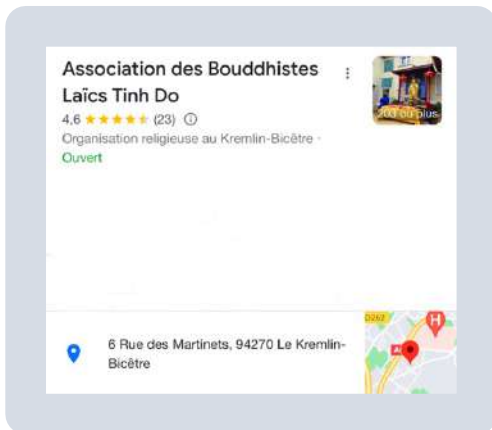 Association des Bouddhistes
Laïcs Tinh Do
4,6 (23)
Organisation religieuse au Kremlin-Bicêtre ·
Ouvert
200 ou plus
6 Rue des Martinets, 94270 Le Kremlin-
Bicêtre
D262
H